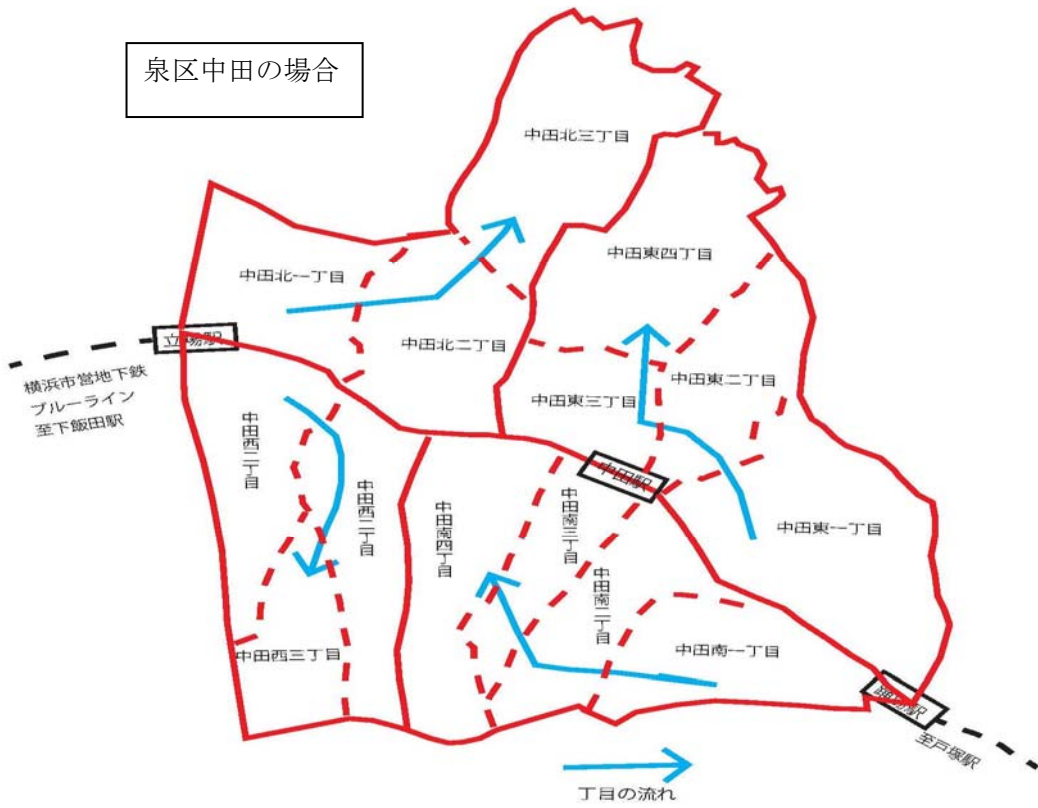 泉区中田の場合
中田北三丁目
中田東四丁目
中田北一丁目
立場駅
中田北二丁目
横浜市営地下鉄
ブルーライン
至下飯田駅
中田東二丁目
中田東三丁目
中田西二丁目
中田西二丁目
中田南四丁目
中田南三丁目
中田駅
中田東一丁目
中田南二丁目
中田西三丁目
中田南一丁目
踊場駅
至戸塚駅
丁目の流れ